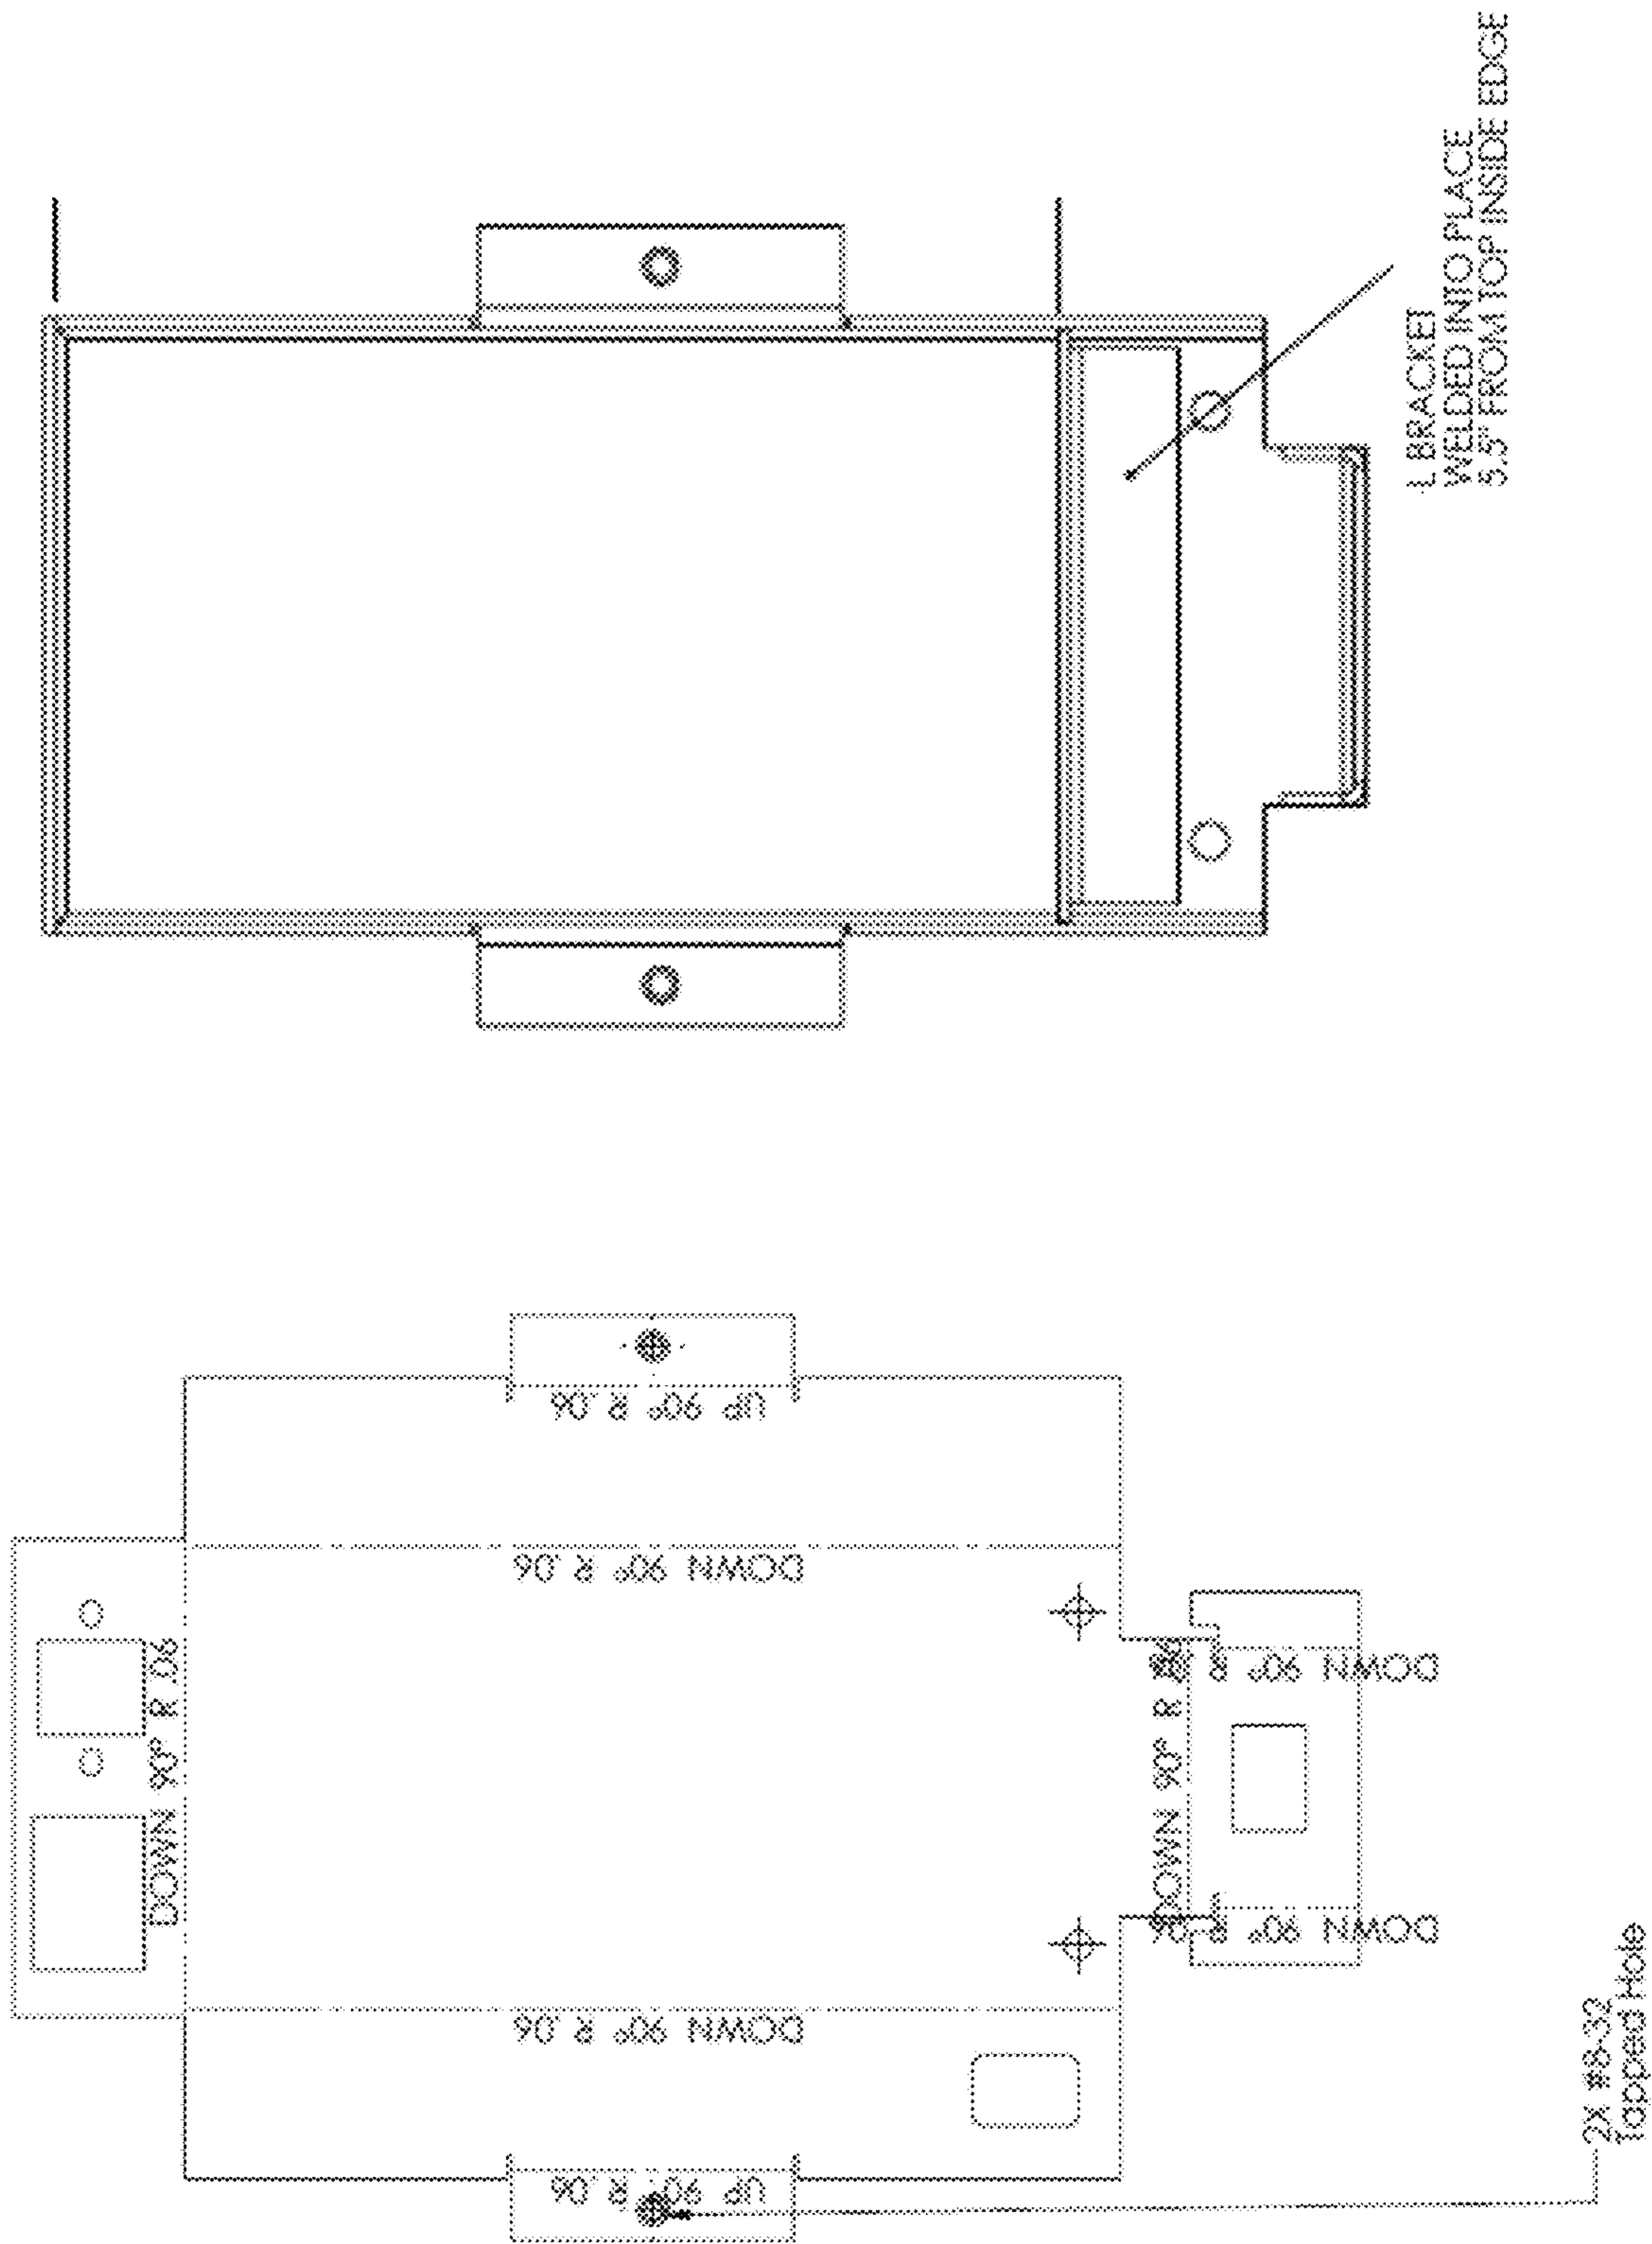 L BRACKET
WELDED INTO PLACE
5.5" FROM TOP INSIDE EDGE
UP 90° R .06
DOWN 90° R .06
DOWN 90° R .06
DOWN 90° R .06
DOWN 90° R .06
DOWN 90° R .06
DOWN 90° R .06
UP 90° R .06
2X #8-32
Tapped Hole